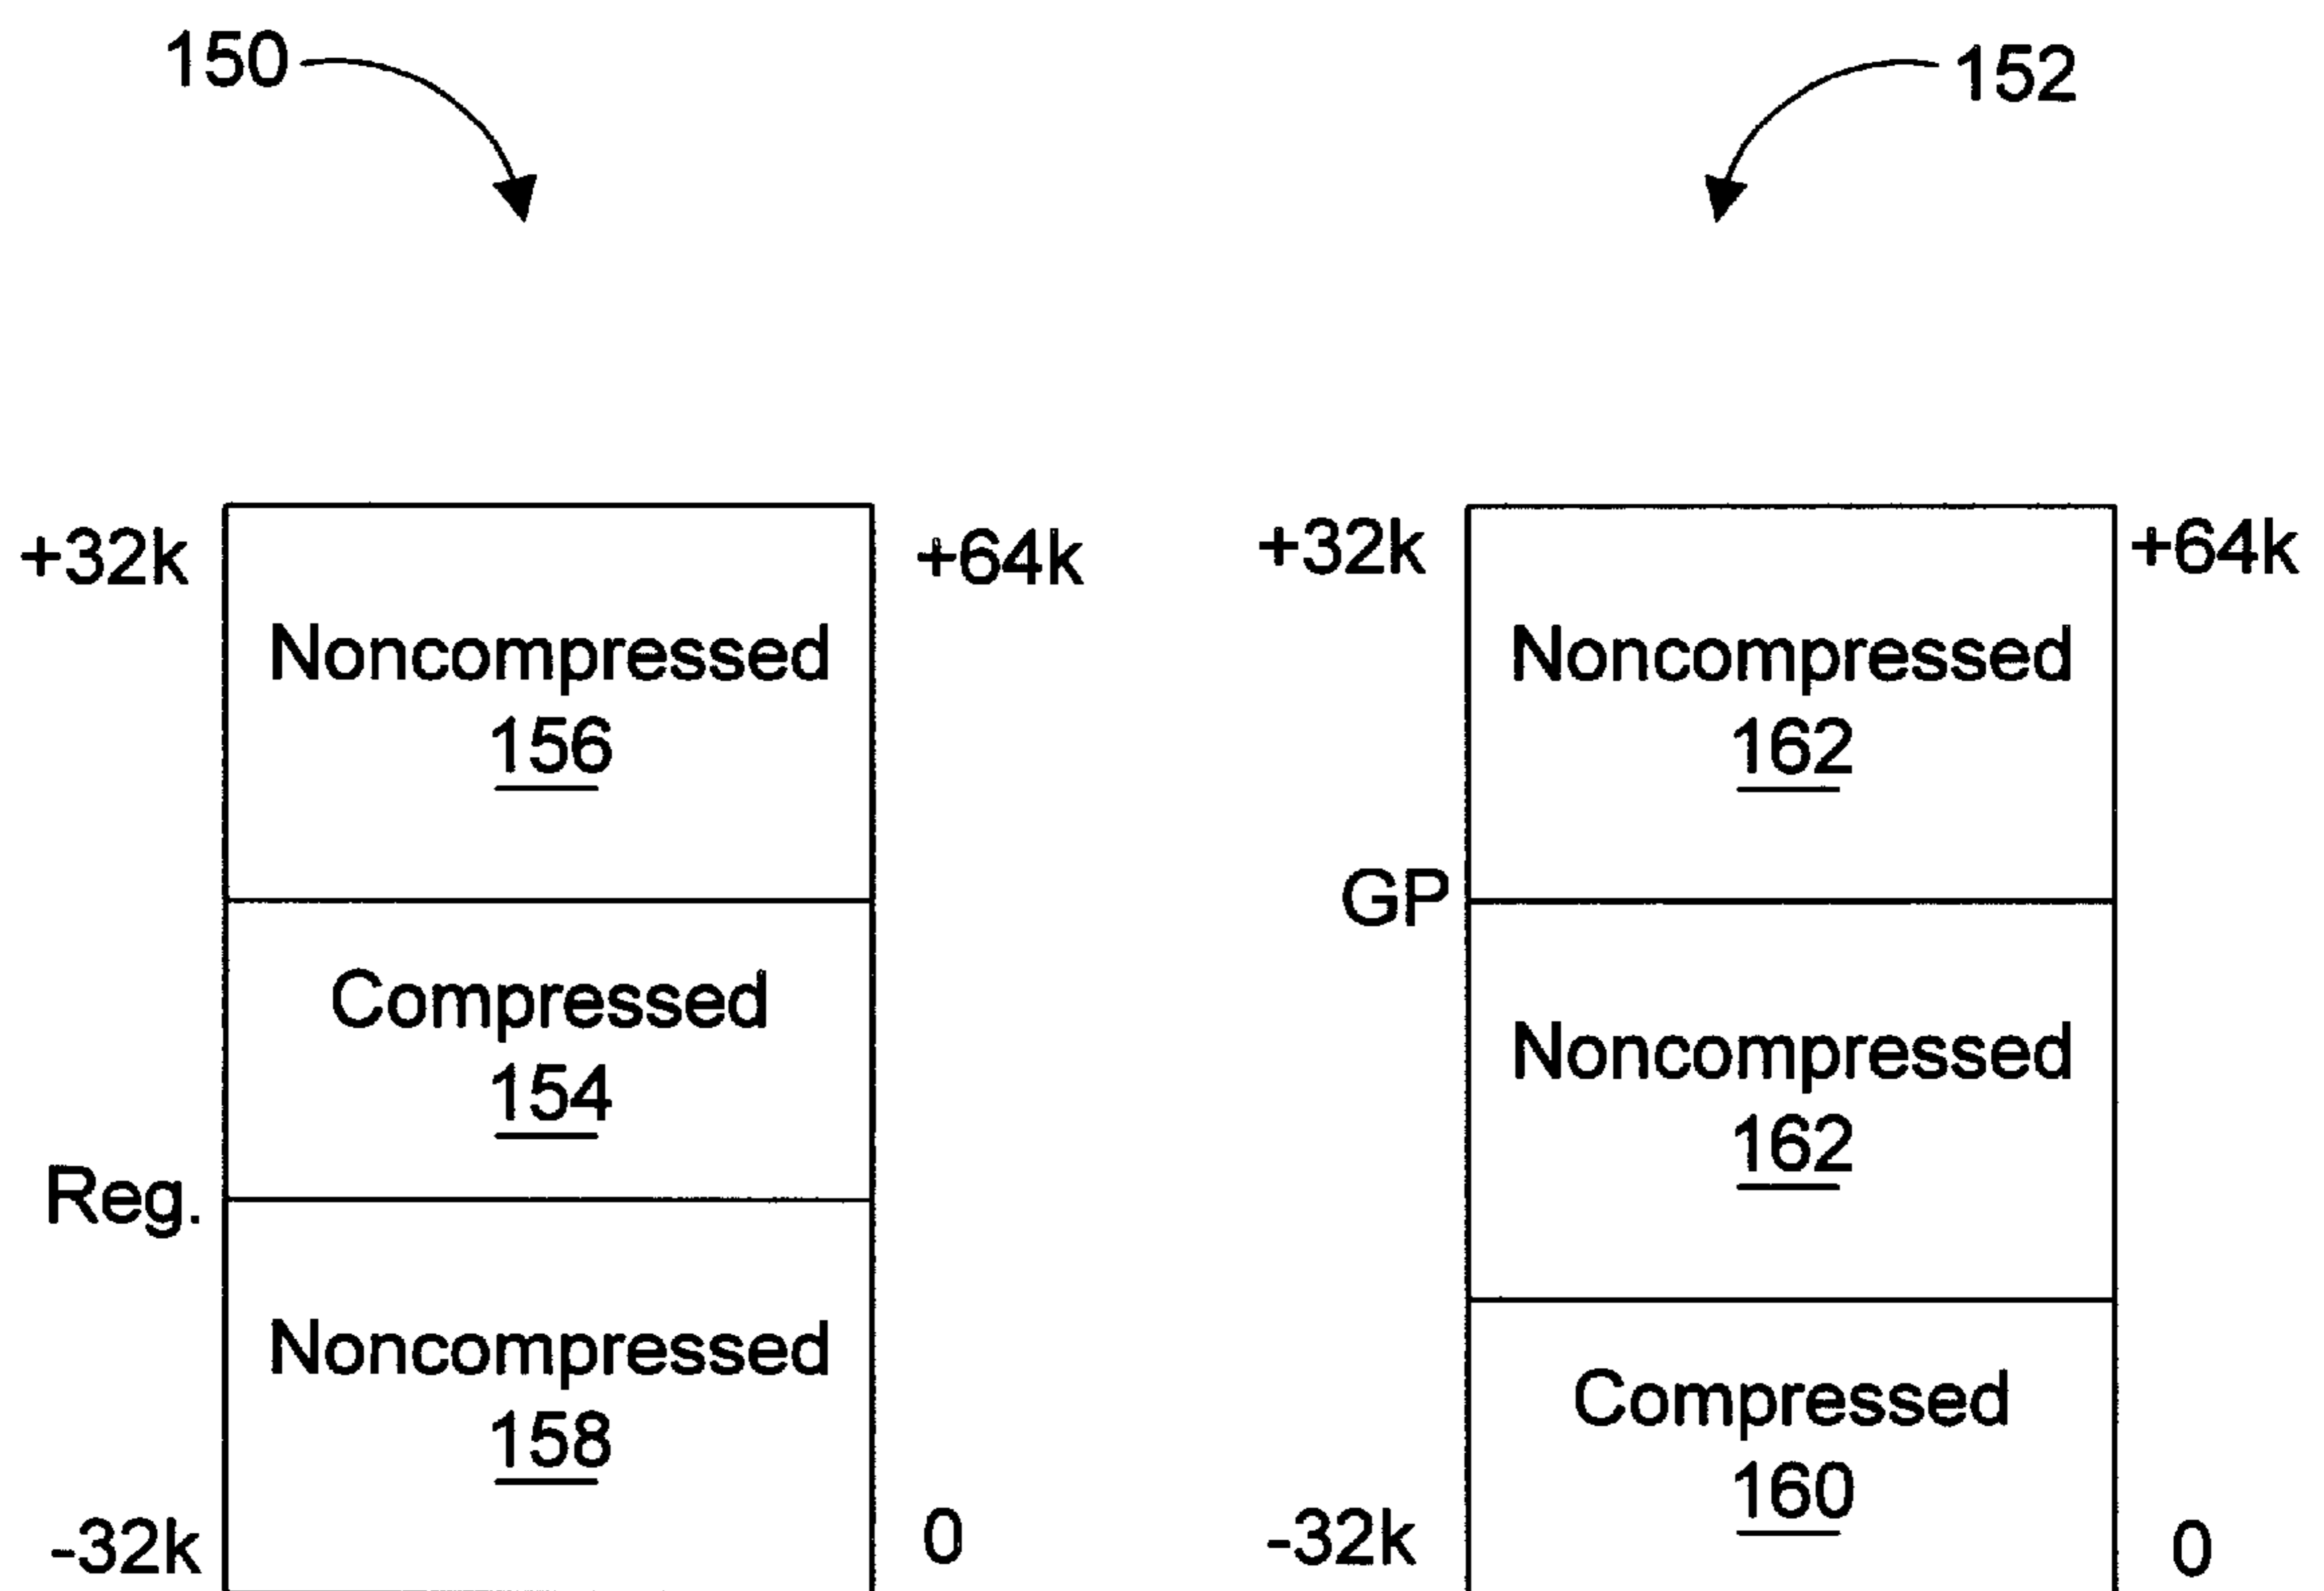 150
152
+32k
+64k
Noncompressed
156
Compressed
154
Reg.
Noncompressed
158
-32k
0
+32k
+64k
Noncompressed
162
GP
Noncompressed
162
Compressed
160
-32k
0